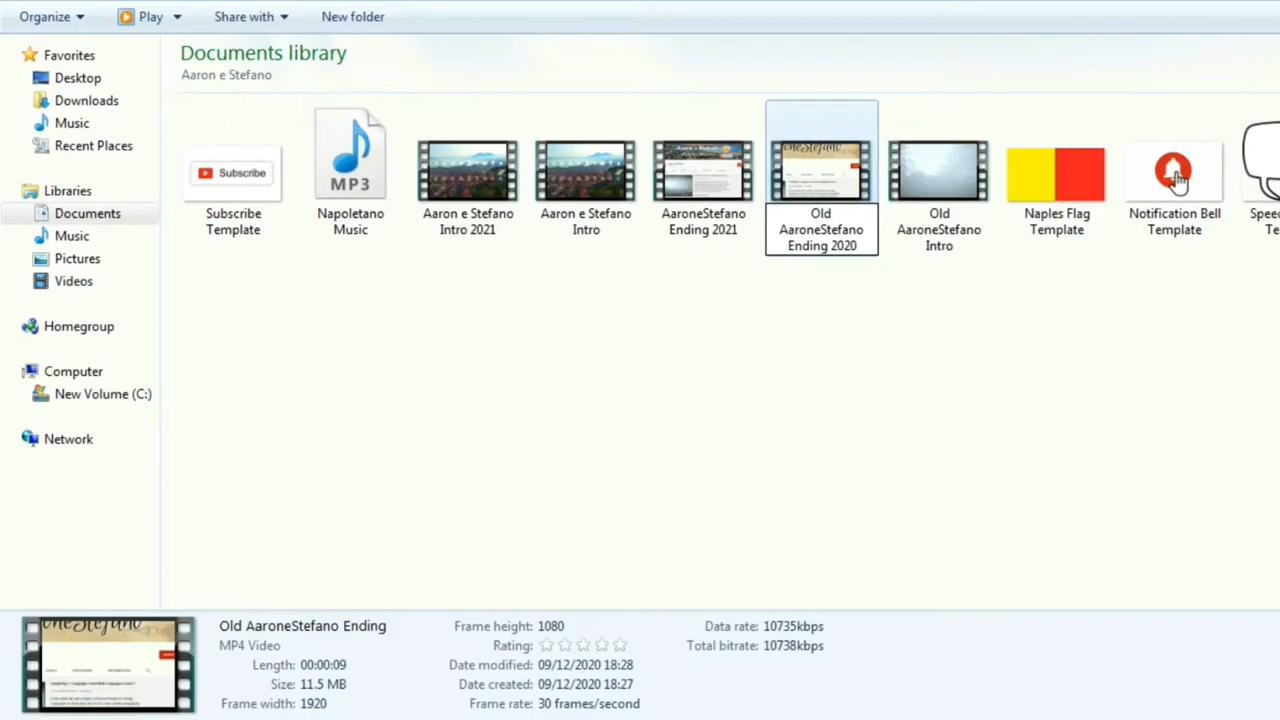 Organize Play Share with New folder
Favorites
Desktop
Downloads
Music
Recent Places
Libraries
Documents
Music
Pictures
Videos
Homegroup
Computer
New Volume (C:)
Network
Documents library
Aaron e Stefano
Subscribe
MP3
Subscribe
Template
Napoletano
Music
Aaron e Stefano
Intro 2021
Aaron e Stefano
Intro
AaroneStefano
Ending 2021
Old
AaroneStefano
Ending 2020
Old
AaroneStefano
Intro
Naples Flag
Template
Notification Bell
Template
Old AaroneStefano Ending
MP4 Video
Length: 00:00:09
Size: 11.5 MB
Frame width: 1920
Frame height: 1080
Rating:
Date modified: 09/12/2020 18:28
Date created: 09/12/2020 18:27
Frame rate: 30 frames/second
Data rate: 10735kbps
Total bitrate: 10738kbps